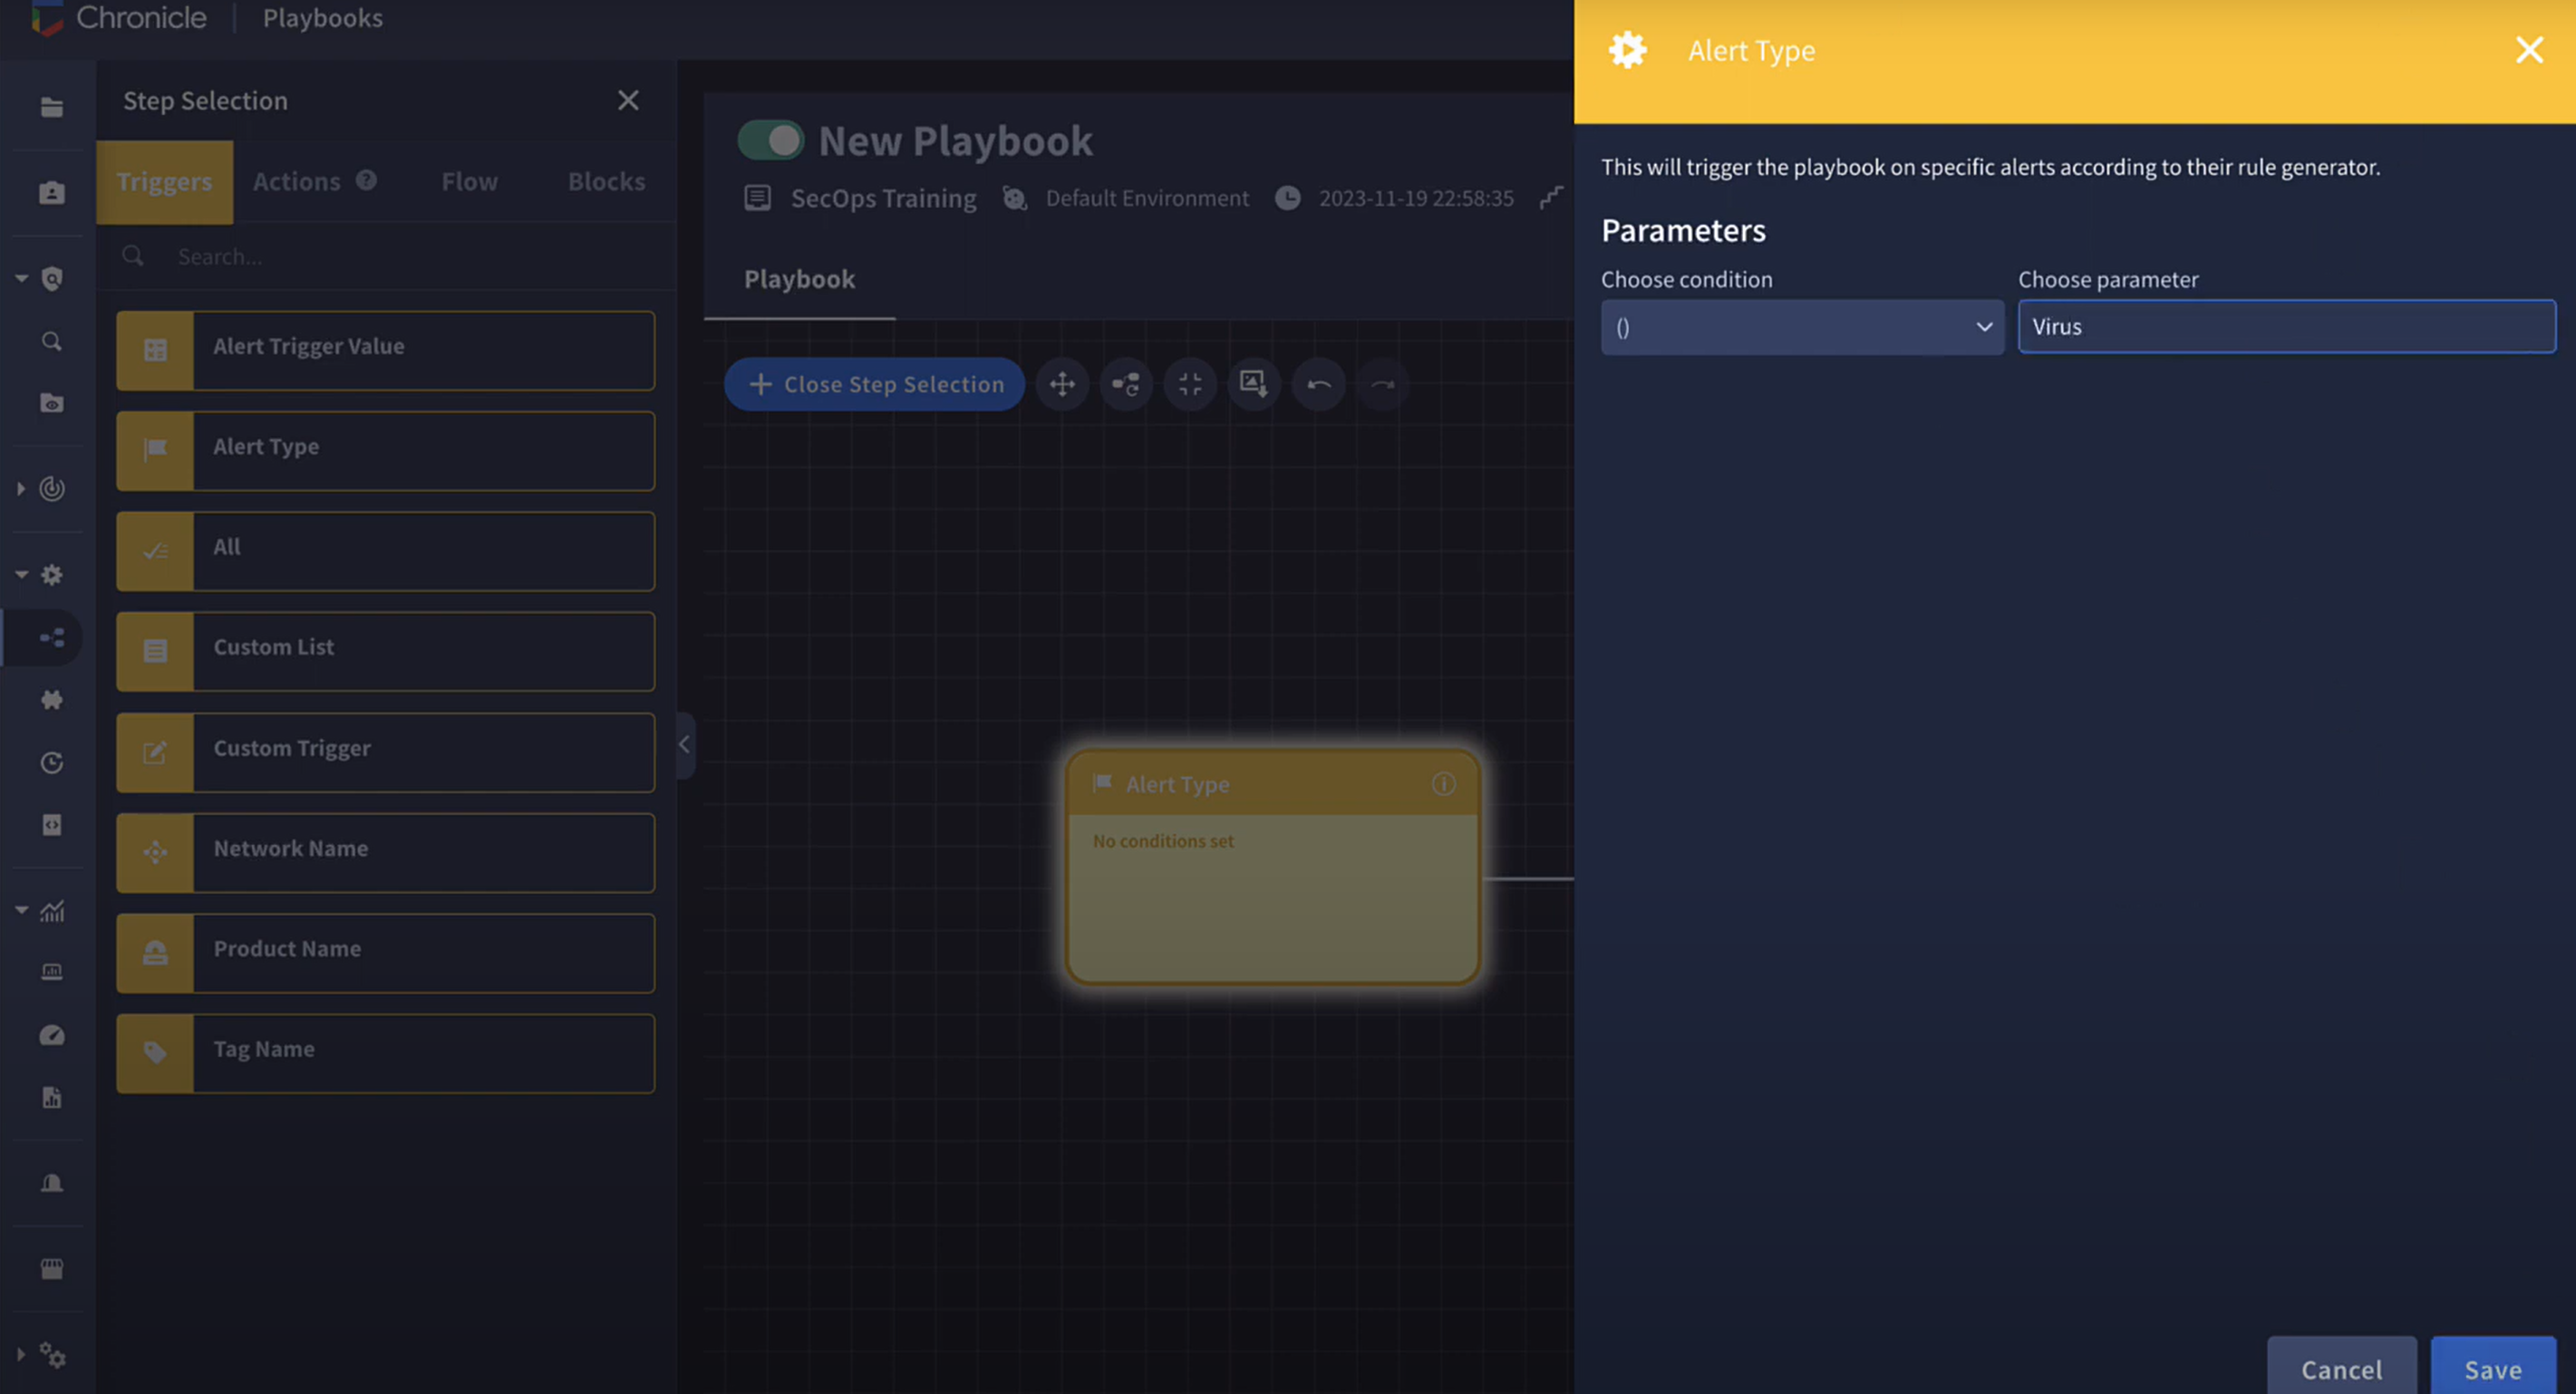 Chronicle
Playbooks
Step Selection
Triggers
Actions
Flow
Blocks
Search...
Alert Trigger Value
Alert Type
All
Custom List
Custom Trigger
Network Name
Product Name
Tag Name
New Playbook
SecOps Training
Default Environment
2023-11-19 22:58:35
Playbook
+ Close Step Selection
Alert Type
No conditions set
Alert Type
This will trigger the playbook on specific alerts according to their rule generator.
Parameters
Choose condition
Choose parameter
()
Virus
Cancel
Save